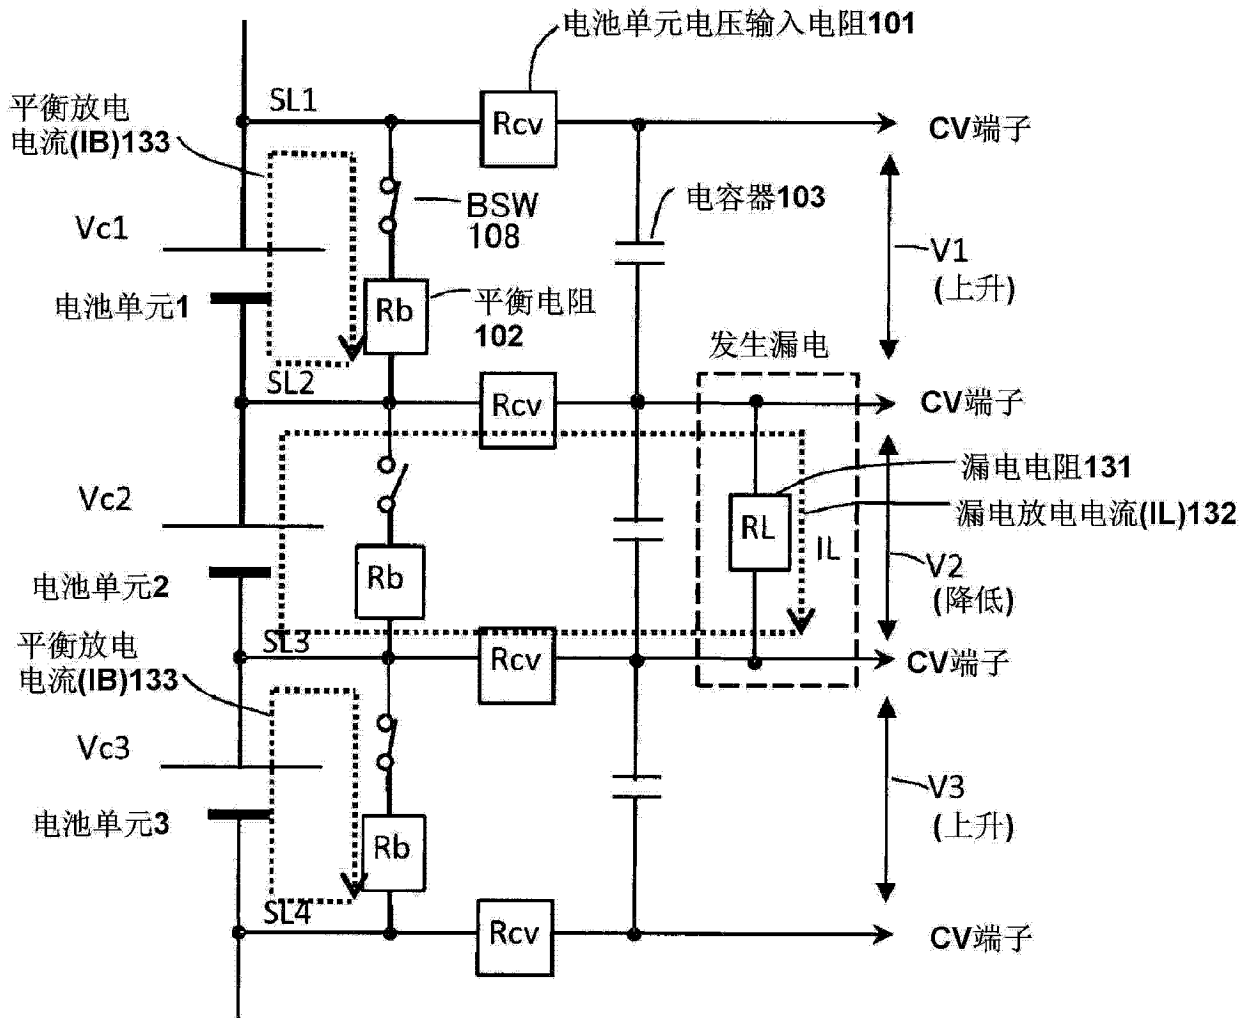 电池单元电压输入电阻101
平衡放电
电流(IB)133
SL1
Rcv
CV端子
BSW
108
电容器103
Vc1
V1
(上升)
电池单元1
Rb
平衡电阻
102
发生漏电
SL2
Rcv
CV端子
漏电电阻131
Vc2
RL
漏电放电电流(IL)132
IL
V2
(降低)
电池单元2
Rb
平衡放电
电流(IB)133
SL3
Rcv
CV端子
Vc3
V3
(上升)
电池单元3
Rb
SL4
Rcv
CV端子